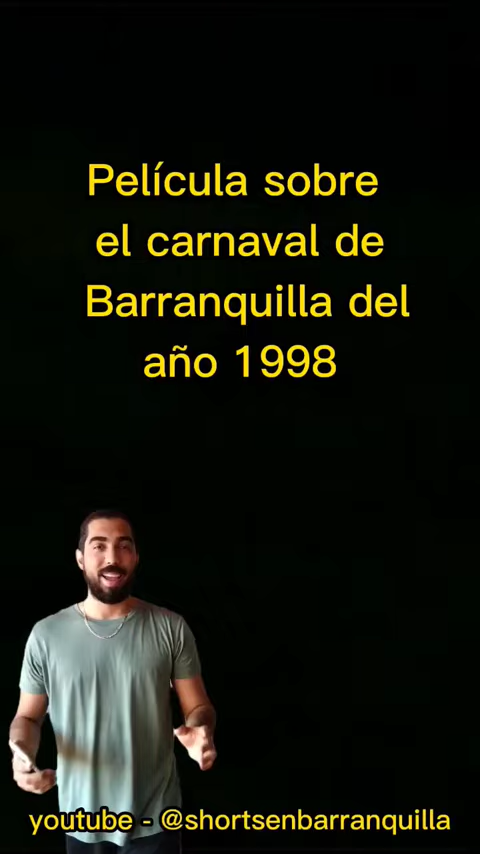 Película sobre
el carnaval de
Barranquilla del
año 1998
youtube - @shortsenbarranquilla